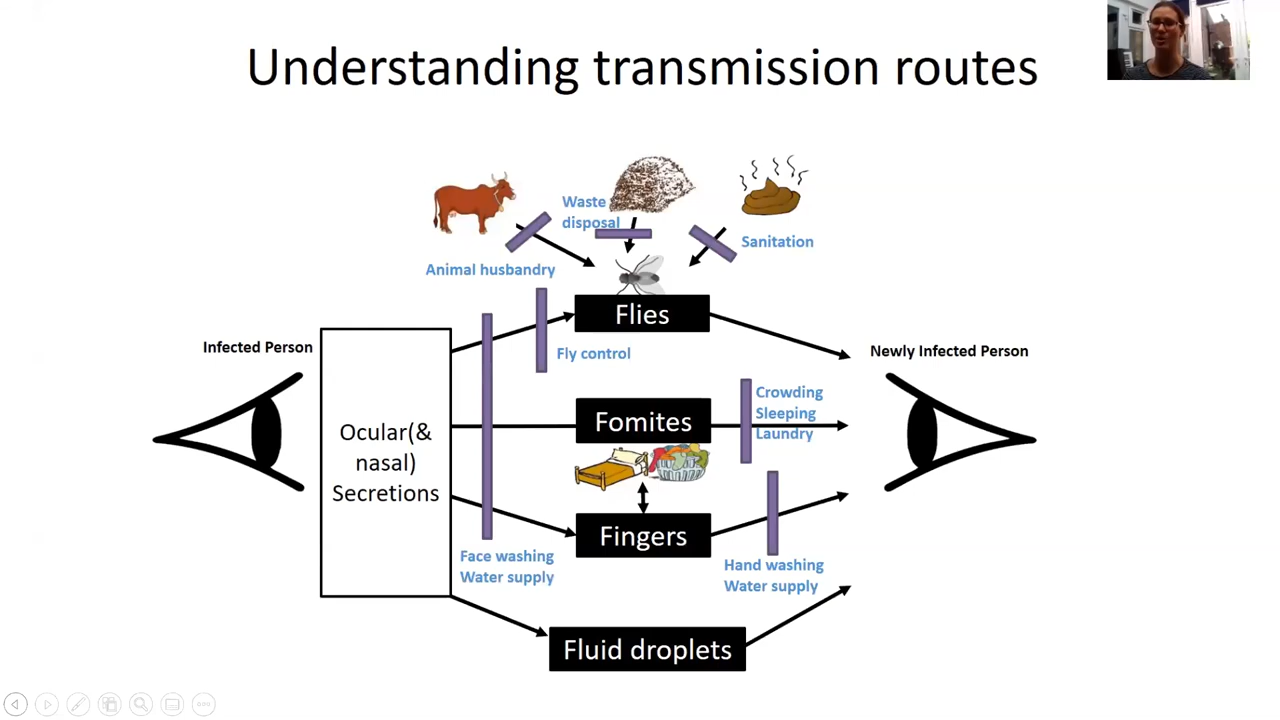 Understanding transmission routes
Waste
disposal
Sanitation
Animal husbandry
Flies
Infected Person
Fly control
Newly Infected Person
Ocular(&
nasal)
Secretions
Fomites
Crowding
Sleeping
Laundry
Fingers
Face washing
Water supply
Hand washing
Water supply
Fluid droplets